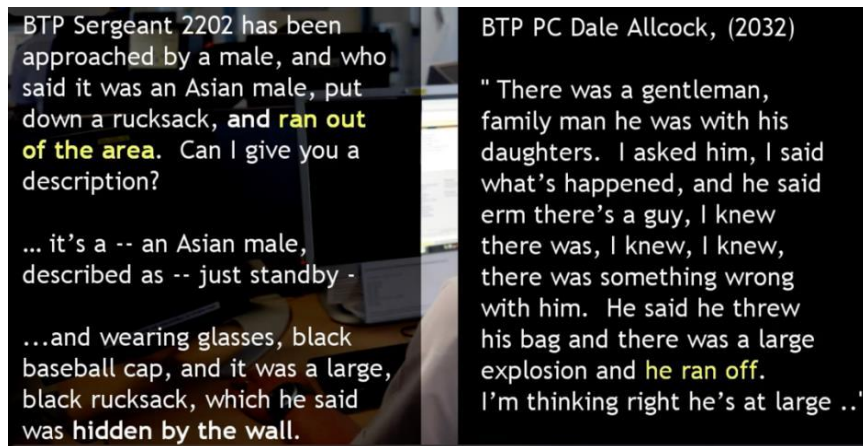 BTP Sergeant 2202 has been
approached by a male, and who
said it was an Asian male, put
down a rucksack, and ran out
of the area.  Can I give you a
description?
... it's a -- an Asian male,
described as -- just standby -
...and wearing glasses, black
baseball cap, and it was a large,
black rucksack, which he said
was hidden by the wall.
BTP PC Dale Allcock, (2032)
" There was a gentleman,
family man he was with his
daughters.  I asked him, I said
what's happened, and he said
erm there's a guy, I knew
there was, I knew, I knew,
there was something wrong
with him.  He said he threw
his bag and there was a large
explosion and he ran off.
I'm thinking right he's at large .."